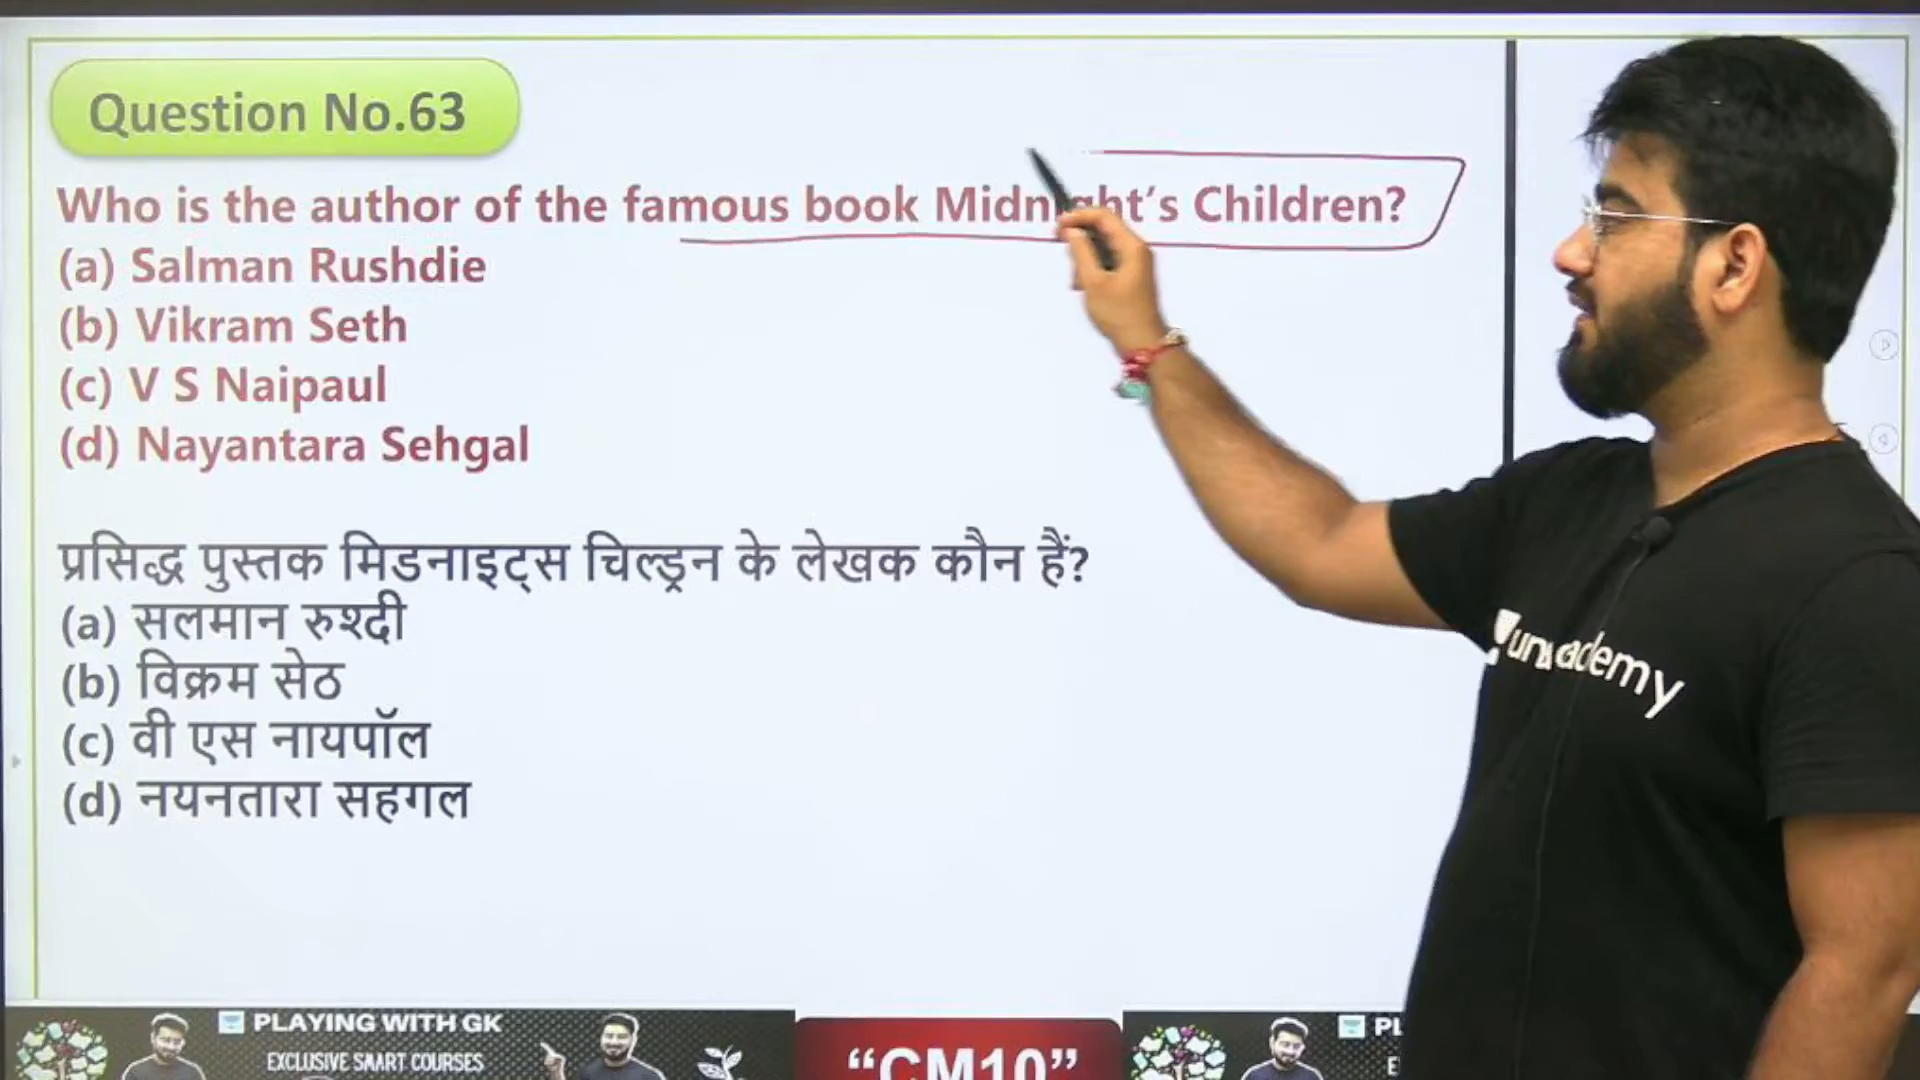 Question No.63
Who is the author of the famous book Midnight's Children?
(a) Salman Rushdie
(b) Vikram Seth
(c) V S Naipaul
(d) Nayantara Sehgal
प्रसिद्ध पुस्तक मिडनाइट्स चिल्ड्रन के लेखक कौन हैं?
(a) सलमान रुश्दी
(b) विक्रम सेठ
(c) वी एस नायपॉल
(d) नयनतारा सहगल
unacademy
PLAYING WITH GK
EXCLUSIVE SMART COURSES
“CM10”
PL
E